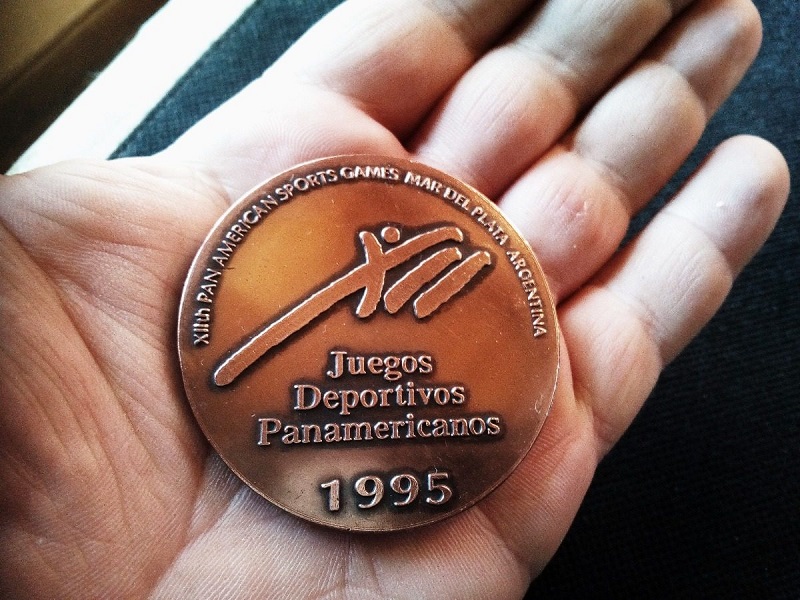 XIIth PAN AMERICAN SPORTS GAMES MAR DEL PLATA ARGENTINA
Juegos
Deportivos
Panamericanos
1995